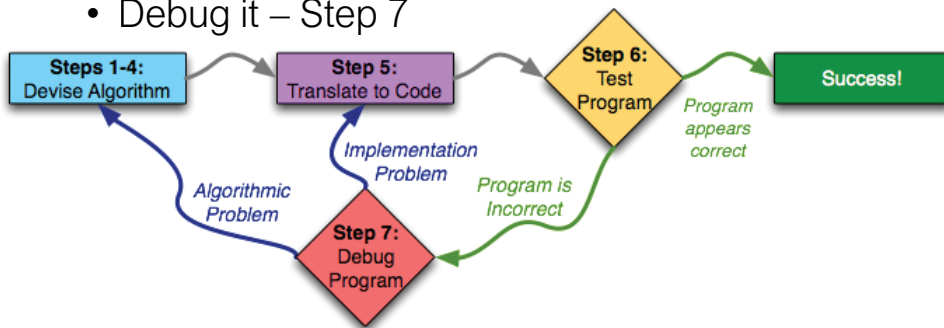 • Debug it – Step 7
Steps 1-4:
Devise Algorithm
Step 5:
Translate to Code
Step 6:
Test
Program
Success!
Program
appears
correct
Implementation
Problem
Algorithmic
Problem
Program is
Incorrect
Step 7:
Debug
Program